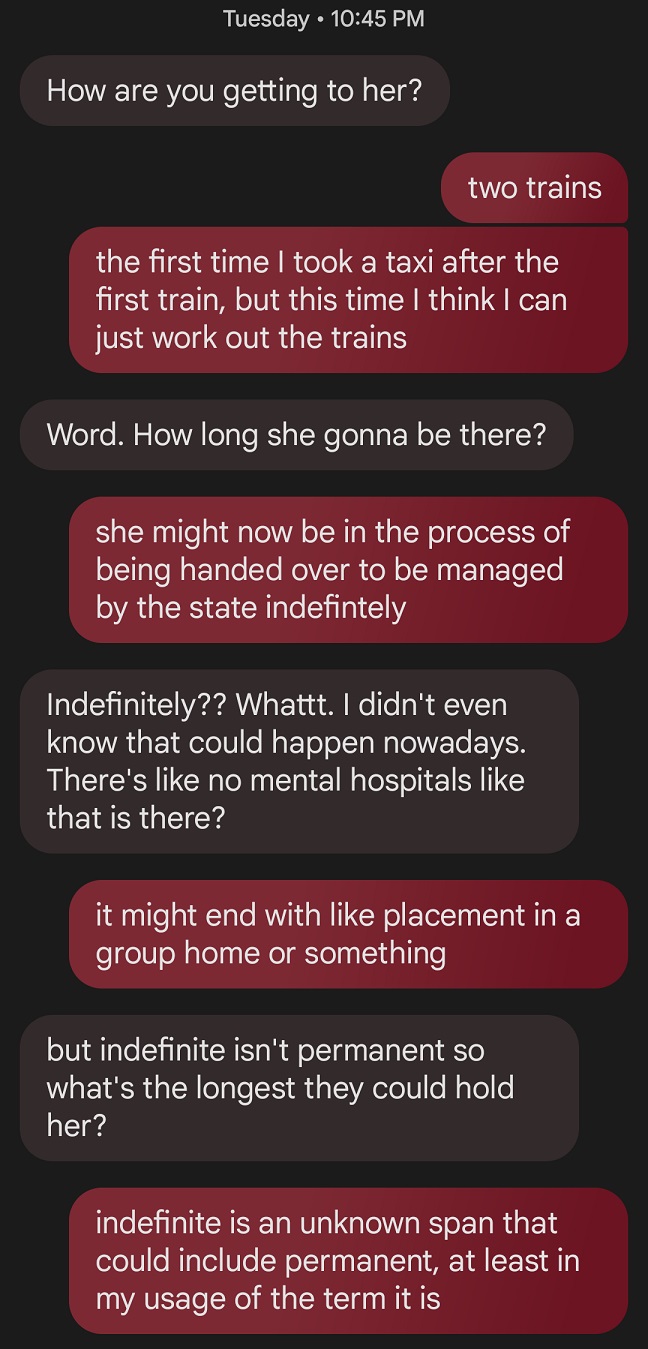 Tuesday • 10:45 PM
How are you getting to her?
two trains
the first time I took a taxi after the
first train, but this time I think I can
just work out the trains
Word. How long she gonna be there?
she might now be in the process of
being handed over to be managed
by the state indefintely
Indefinitely?? Whattt. I didn't even
know that could happen nowadays.
There's like no mental hospitals like
that is there?
it might end with like placement in a
group home or something
but indefinite isn't permanent so
what's the longest they could hold
her?
indefinite is an unknown span that
could include permanent, at least in
my usage of the term it is